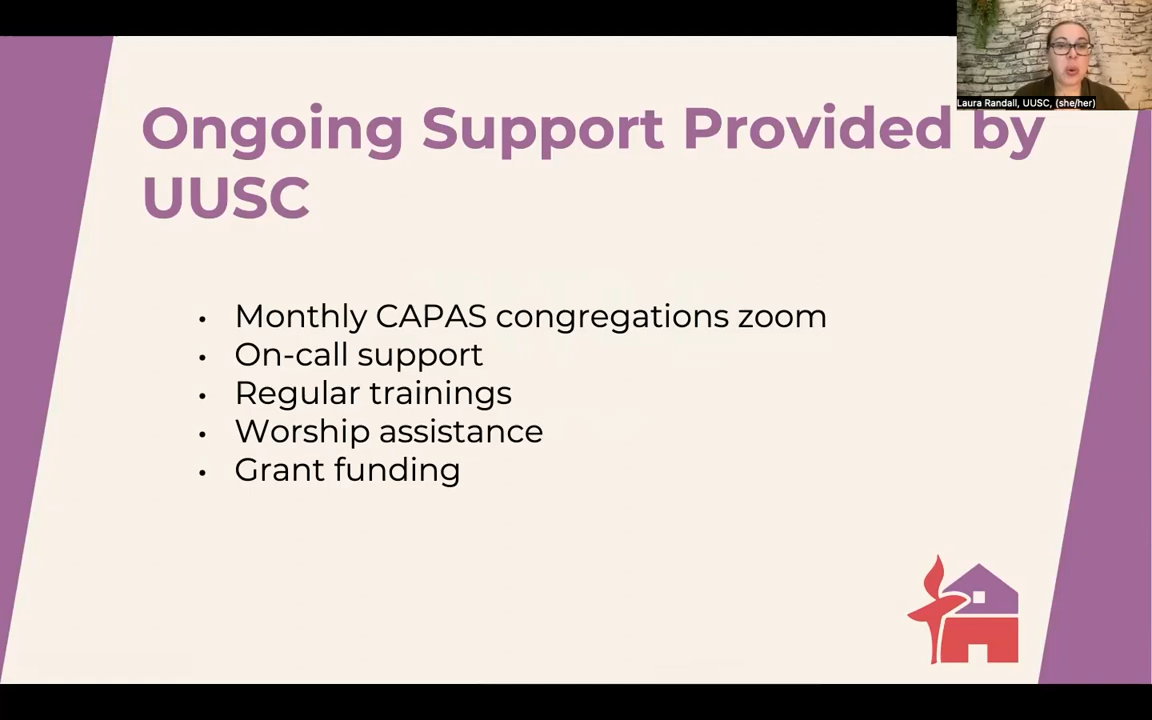 Laura Randall, UUSC, (she/her)
Ongoing Support Provided by
UUSC
• Monthly CAPAS congregations zoom
• On-call support
• Regular trainings
• Worship assistance
• Grant funding